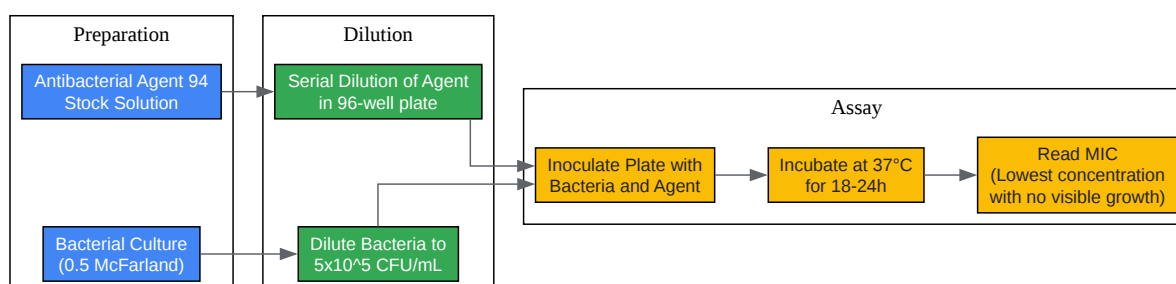 Preparation
Antibacterial Agent 94
Stock Solution
Bacterial Culture
(0.5 McFarland)
Dilution
Serial Dilution of Agent
in 96-well plate
Dilute Bacteria to
5x10^5 CFU/mL
Assay
Inoculate Plate with
Bacteria and Agent
Incubate at 37°C
for 18-24h
Read MIC
(Lowest concentration
with no visible growth)